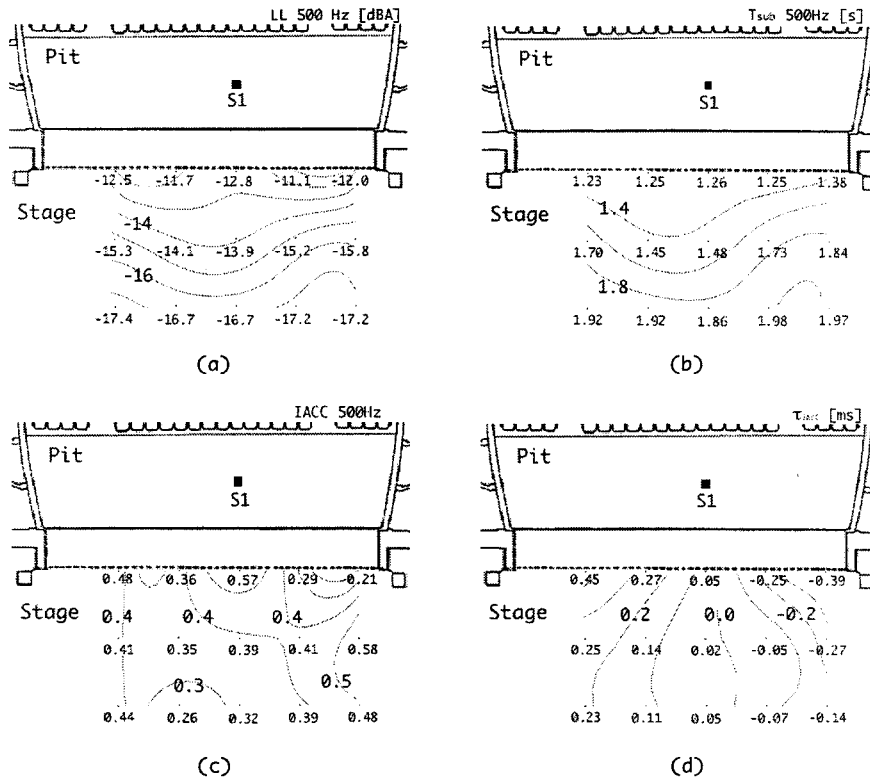 LL 500 Hz [dBA]
Pit
S1
-12.5 -11.7 -12.8 -11.1 -12.0
Stage
-14
-15.3 -14.1 -13.9 -15.2 -15.8
-16
-17.4 -16.7 -16.7 -17.2 -17.2
(a)
Tsub 500Hz [s]
Pit
S1
1.23 1.25 1.26 1.25 1.38
Stage
1.4
1.70 1.45 1.48 1.73 1.84
1.8
1.92 1.92 1.86 1.98 1.97
(b)
IACC 500Hz
Pit
S1
0.48 0.36 0.57 0.29 0.21
Stage 0.4 0.4 0.4
0.41 0.35 0.39 0.41 0.58
0.3 0.5
0.44 0.26 0.32 0.39 0.48
(c)
[ms]
Pit
S1
0.45 0.27 0.05 -0.25 -0.39
Stage 0.2 0.0 -0.2
0.25 0.14 0.02 -0.05 -0.27
0.23 0.11 0.05 -0.07 -0.14
(d)